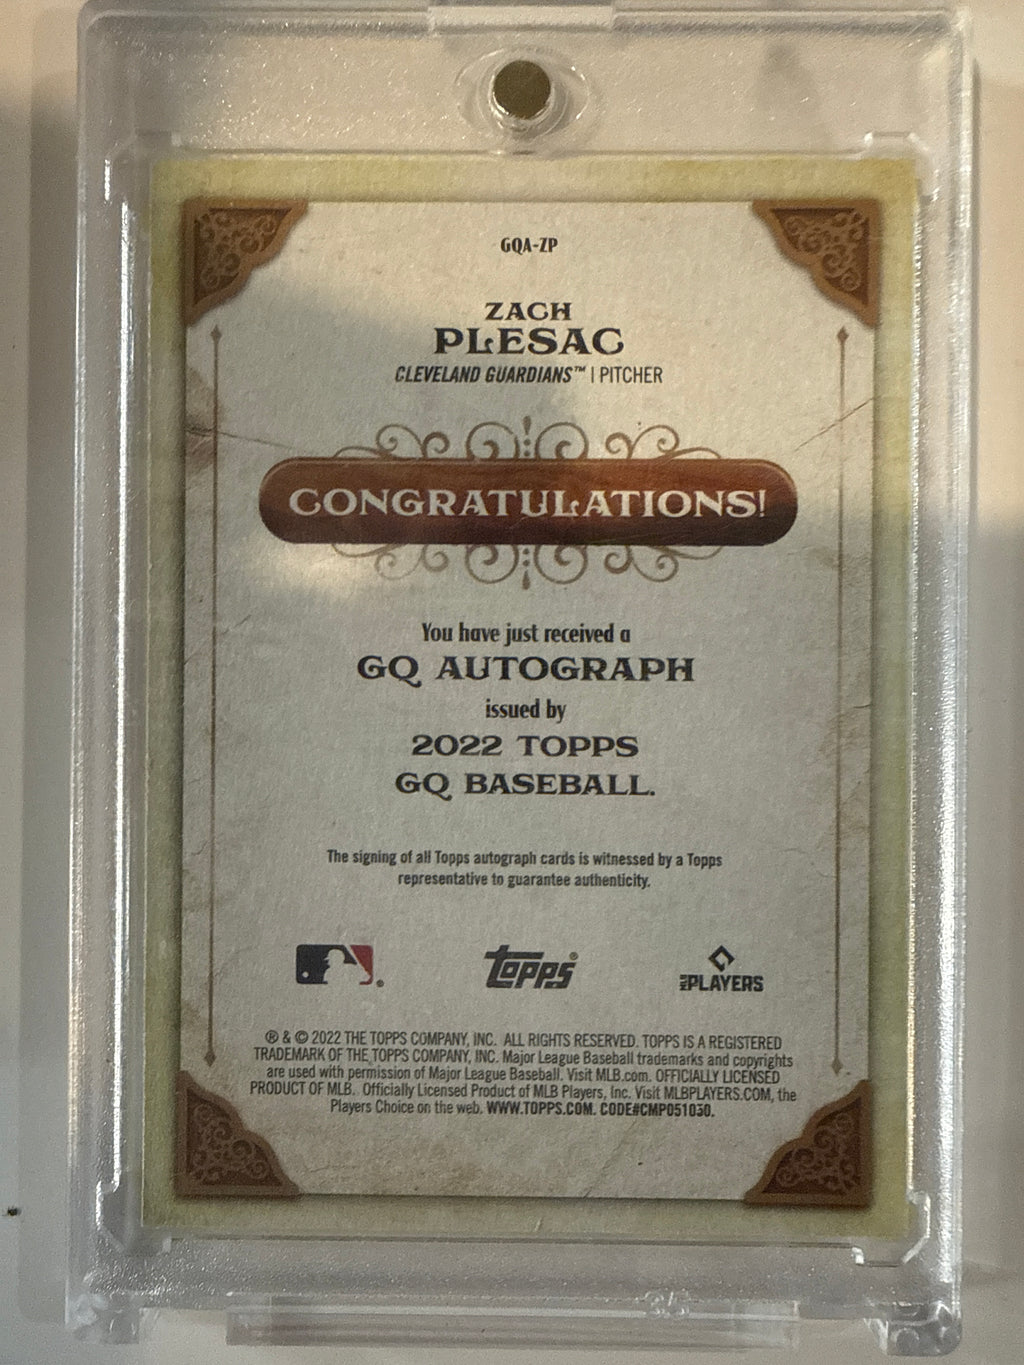 GQA-ZP
ZACH
PLESAC
CLEVELAND GUARDIANS™ | PITCHER
CONGRATULATIONS!
You have just received a
GQ AUTOGRAPH
issued by
2022 TOPPS
GQ BASEBALL.
The signing of all Topps autograph cards is witnessed by a Topps
representative to guarantee authenticity.
topps®
MLB PLAYERS
® & © 2022 THE TOPPS COMPANY, INC. ALL RIGHTS RESERVED. TOPPS IS A REGISTERED
TRADEMARK OF THE TOPPS COMPANY, INC. Major League Baseball trademarks and copyrights
are used with permission of Major League Baseball. Visit MLB.com. OFFICIALLY LICENSED
PRODUCT OF MLB. Officially Licensed Product of MLB Players, Inc. Visit MLBPLAYERS.COM, the
Players Choice on the web. WWW.TOPPS.COM. CODE#CMP051030.